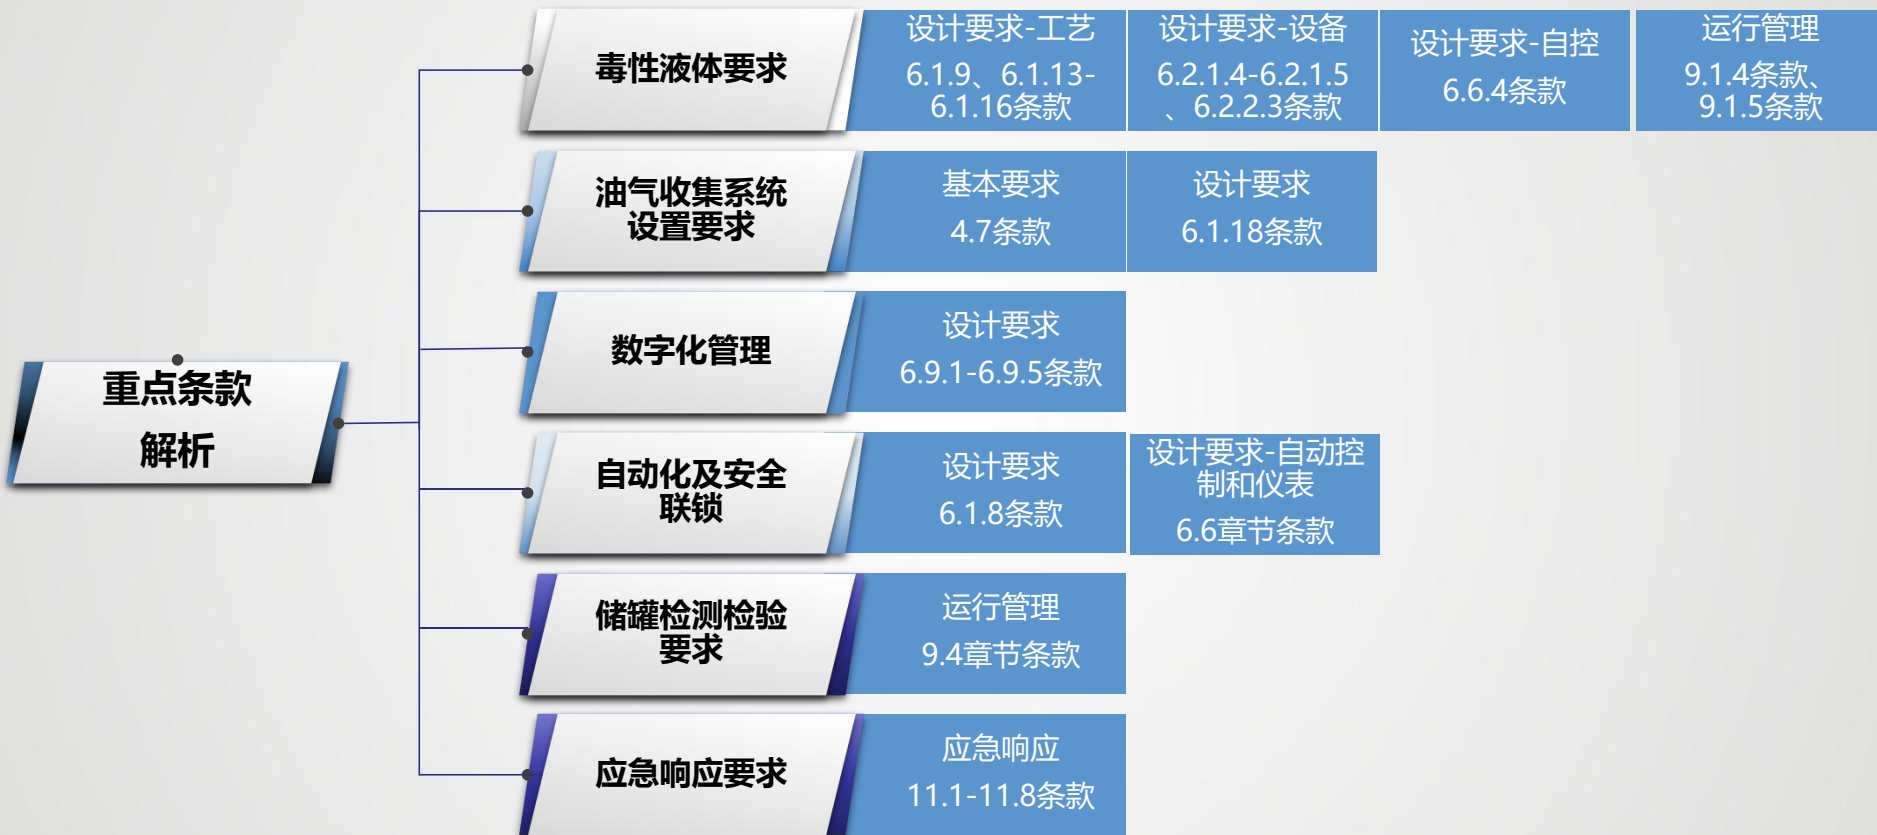 重点条款
解析
毒性液体要求
设计要求-工艺
6.1.9、6.1.13-
6.1.16条款
设计要求-设备
6.2.1.4-6.2.1.5
、6.2.2.3条款
设计要求-自控
6.6.4条款
运行管理
9.1.4条款、
9.1.5条款
油气收集系统
设置要求
基本要求
4.7条款
设计要求
6.1.18条款
数字化管理
设计要求
6.9.1-6.9.5条款
自动化及安全
联锁
设计要求
6.1.8条款
设计要求-自动控
制和仪表
6.6章节条款
储罐检测检验
要求
运行管理
9.4章节条款
应急响应要求
应急响应
11.1-11.8条款